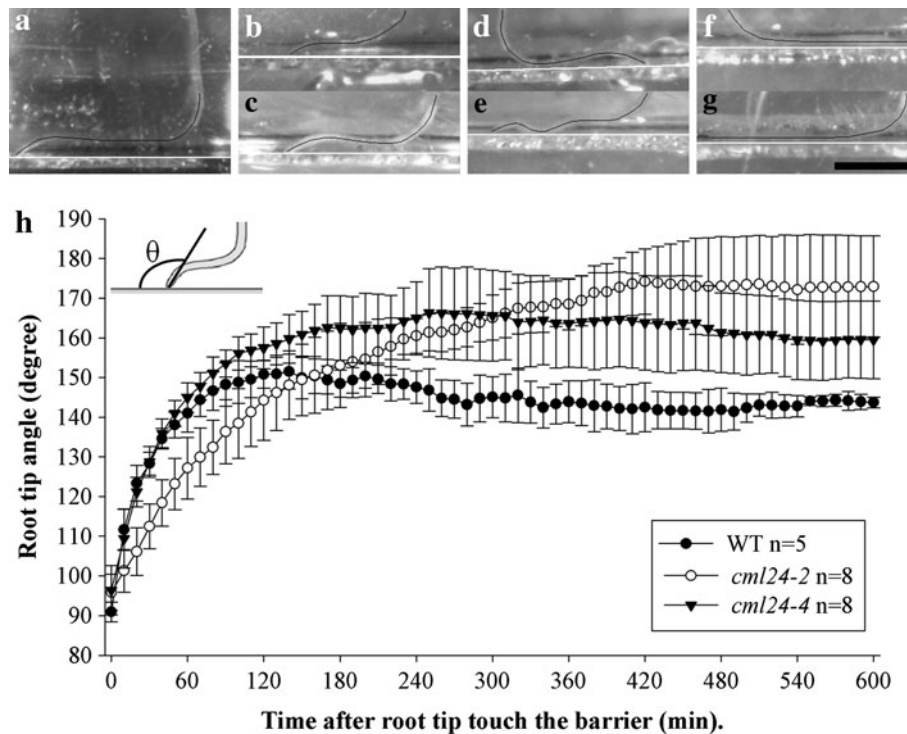 a
b
c
d
e
f
g
h
θ
Root tip angle (degree)
190
180
170
160
150
140
130
120
110
100
90
80
WT n=5
cml24-2 n=8
cml24-4 n=8
0 60 120 180 240 300 360 420 480 540 600
Time after root tip touch the barrier (min).